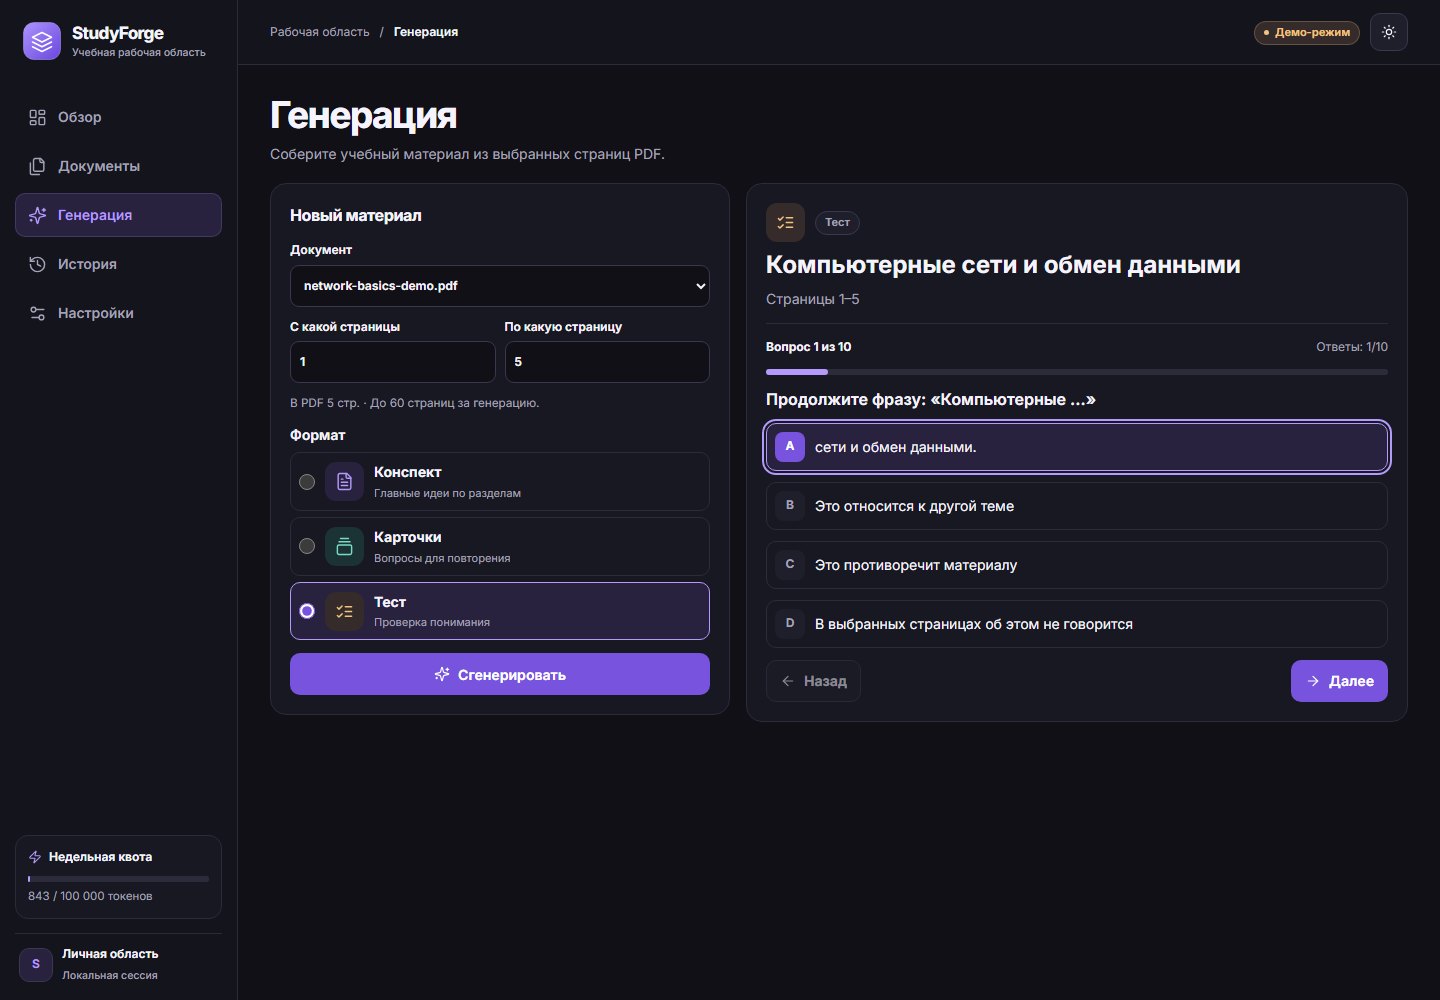 StudyForge
Учебная рабочая область
Обзор
Документы
Генерация
История
Настройки
Недельная квота
843 / 100 000 токенов
S
Личная область
Локальная сессия
Рабочая область / Генерация
Демо-режим
Генерация
Соберите учебный материал из выбранных страниц PDF.
Новый материал
Документ
network-basics-demo.pdf
С какой страницы
По какую страницу
1
5
В PDF 5 стр. · До 60 страниц за генерацию.
Формат
Конспект
Главные идеи по разделам
Карточки
Вопросы для повторения
Тест
Проверка понимания
Сгенерировать
Тест
Компьютерные сети и обмен данными
Страницы 1–5
Вопрос 1 из 10
Ответы: 1/10
Продолжите фразу: «Компьютерные …»
A сети и обмен данными.
B Это относится к другой теме
C Это противоречит материалу
D В выбранных страницах об этом не говорится
Назад
Далее